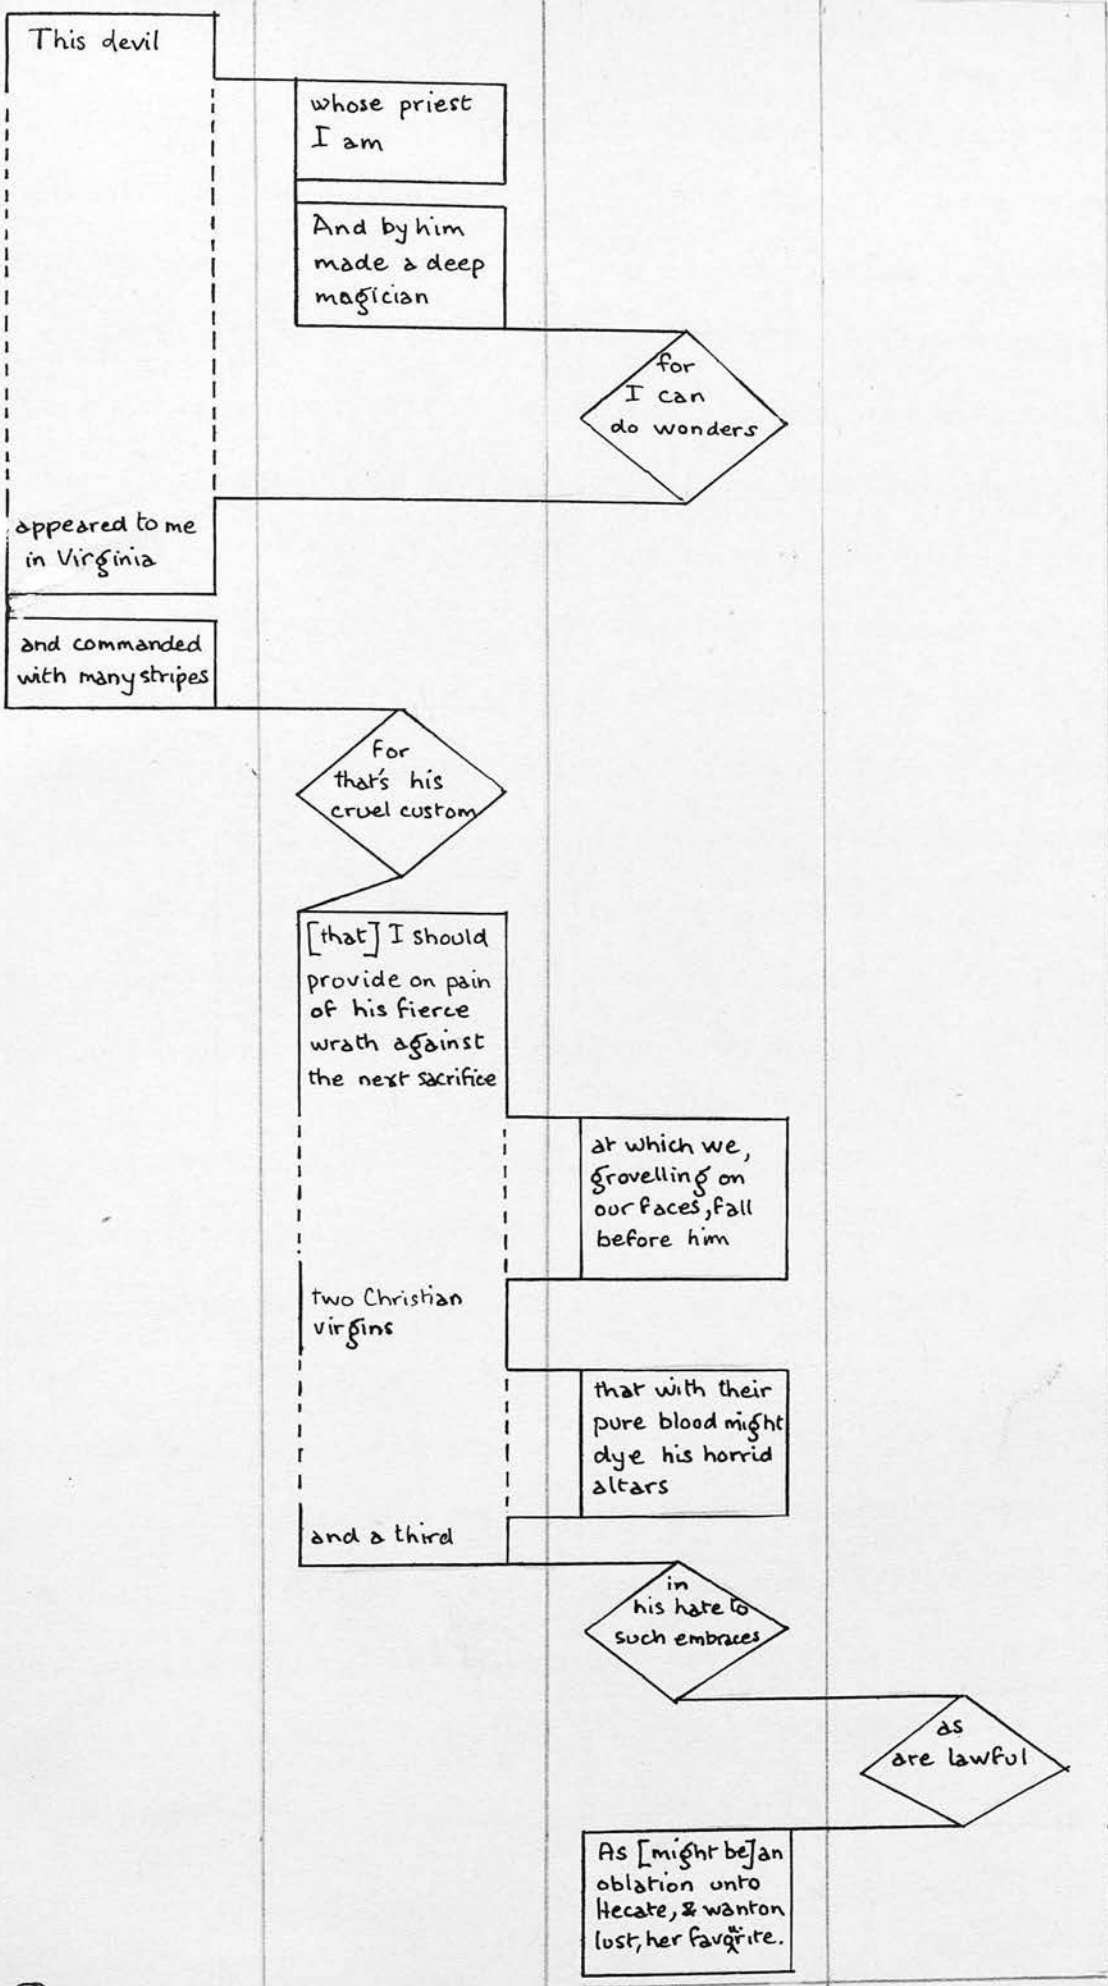 This devil
whose priest
I am
And by him
made a deep
magician
for
I can
do wonders
appeared to me
in Virginia
and commanded
with many stripes
For
that's his
cruel custom
[that] I should
provide on pain
of his fierce
wrath against
the next sacrifice
at which we,
grovelling on
our faces, fall
before him
two Christian
virgins
that with their
pure blood might
dye his horrid
altars
and a third
in
his hate to
such embraces
as
are lawful
As [might be] an
oblation unto
Hecate, & wanton
lust, her favourite.